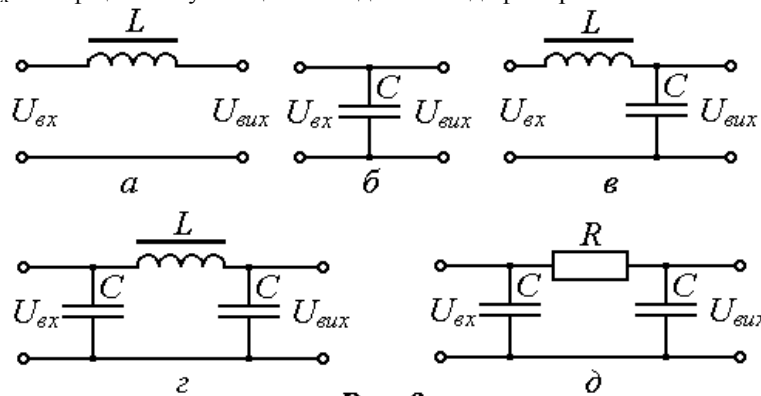 L L
C C
U_вх U_вих U_вх U_вих U_вх U_вих
а б в
L R
C C C C
U_вх U_вих U_вх U_вих
г д